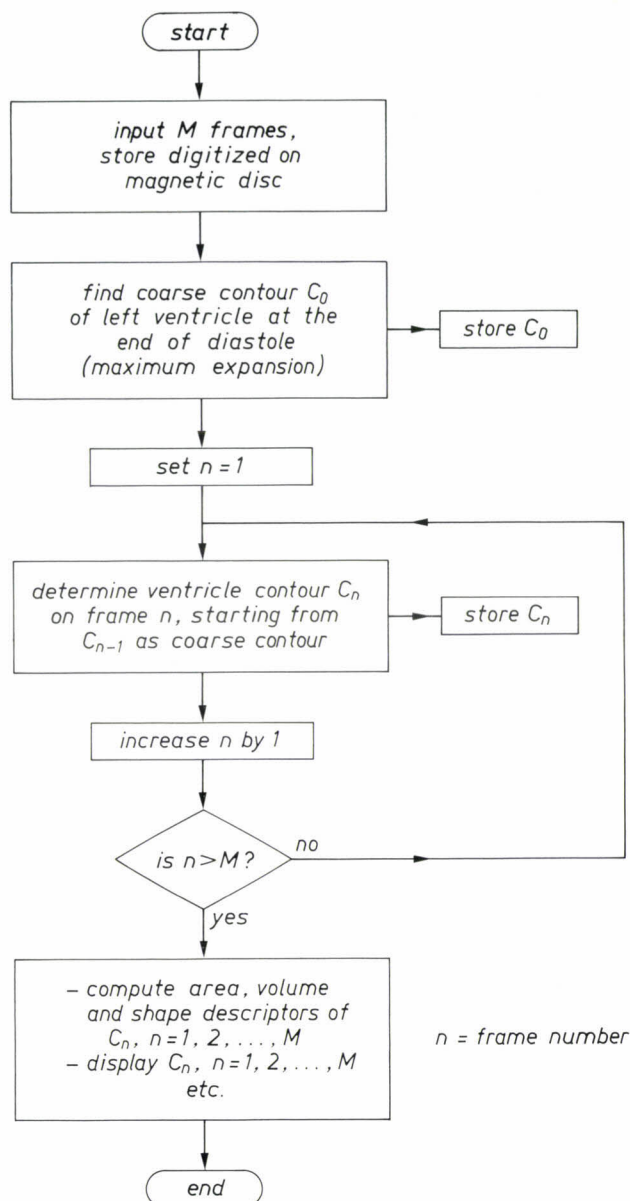 start
input M frames,
store digitized on
magnetic disc
find coarse contour C₀
of left ventricle at the
end of diastole
(maximum expansion)
store C₀
set n = 1
determine ventricle contour Cₙ
on frame n, starting from
Cₙ₋₁ as coarse contour
store Cₙ
increase n by 1
is n > M?
no
yes
– compute area, volume
and shape descriptors of
Cₙ, n = 1, 2, . . . , M
– display Cₙ, n = 1, 2, . . . , M
etc.
n = frame number
end